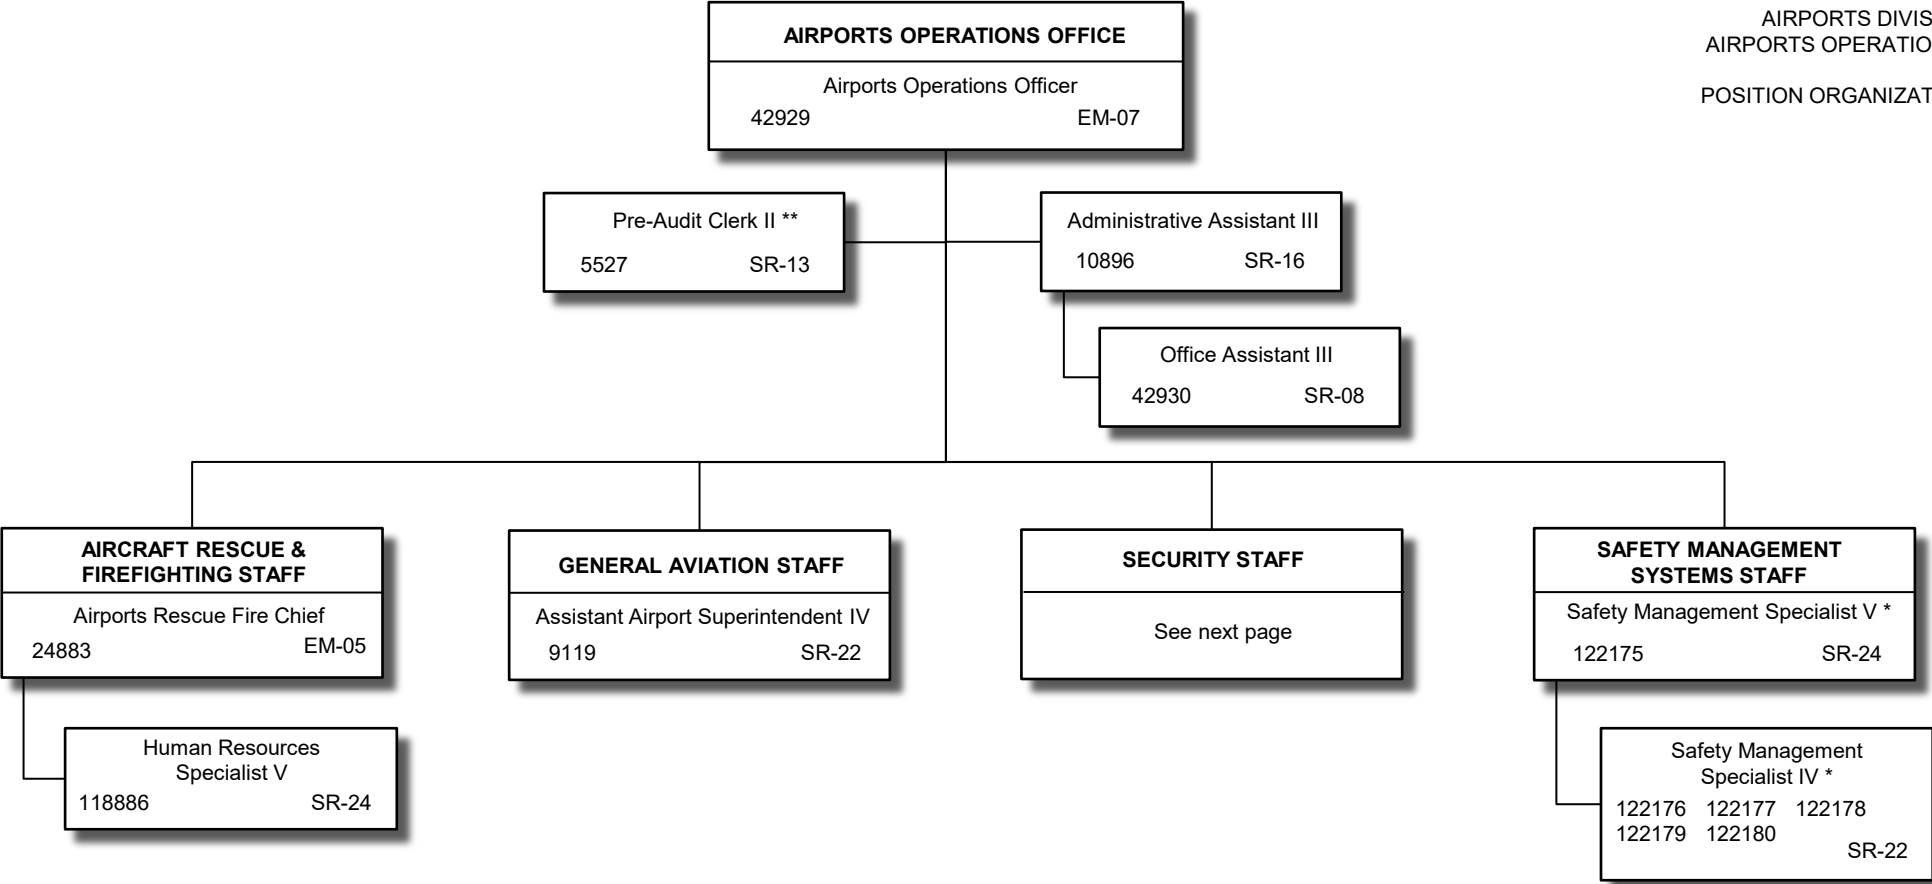 AIRPORTS DIVIS
AIRPORTS OPERATIO
POSITION ORGANIZAT
AIRPORTS OPERATIONS OFFICE
Airports Operations Officer
42929 EM-07
Pre-Audit Clerk II **
5527 SR-13
Administrative Assistant III
10896 SR-16
Office Assistant III
42930 SR-08
AIRCRAFT RESCUE &
FIREFIGHTING STAFF
Airports Rescue Fire Chief
24883 EM-05
Human Resources
Specialist V
118886 SR-24
GENERAL AVIATION STAFF
Assistant Airport Superintendent IV
9119 SR-22
SECURITY STAFF
See next page
SAFETY MANAGEMENT
SYSTEMS STAFF
Safety Management Specialist V *
122175 SR-24
Safety Management
Specialist IV *
122176 122177 122178
122179 122180
SR-22